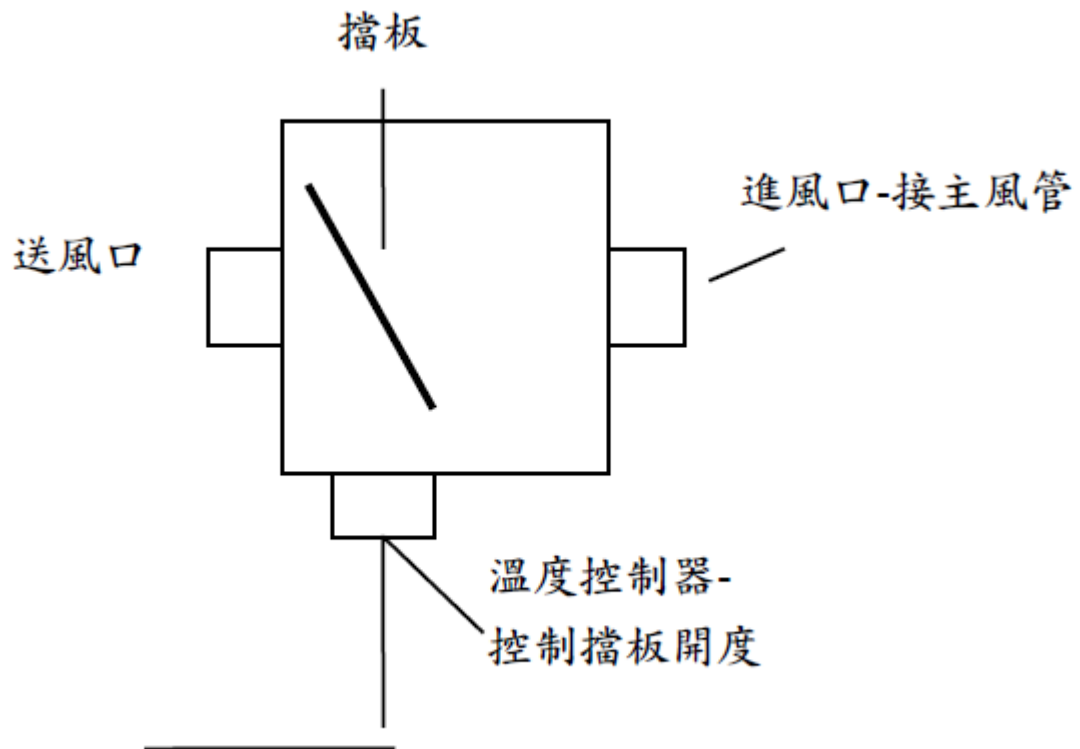 擋板
進風口-接主風管
送風口
溫度控制器-
控制擋板開度